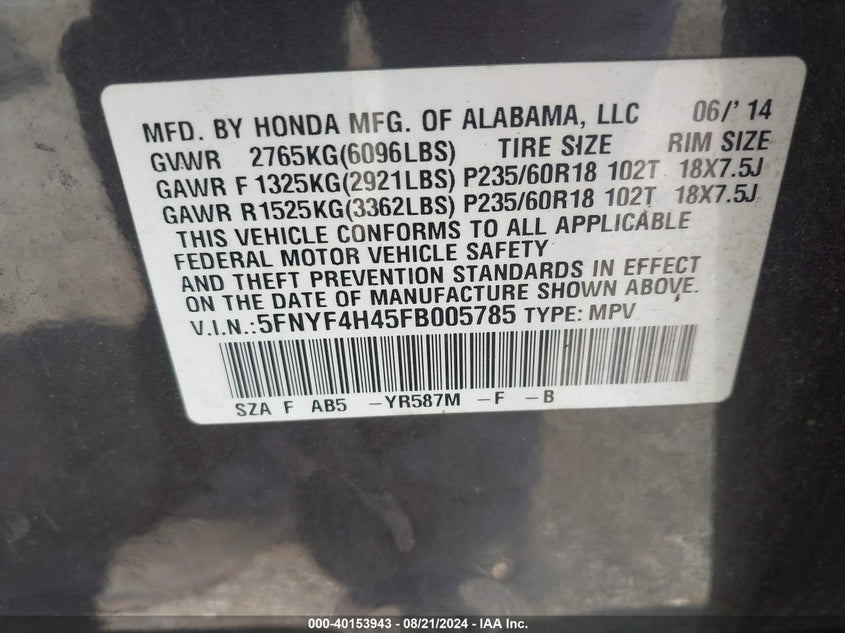 MFD. BY HONDA MFG. OF ALABAMA, LLC 06/' 14
GVWR 2765KG(6096LBS) TIRE SIZE RIM SIZE
GAWR F 1325KG(2921LBS) P235/60R18 102T 18X7.5J
GAWR R1525KG(3362LBS) P235/60R18 102T 18X7.5J
THIS VEHICLE CONFORMS TO ALL APPLICABLE
FEDERAL MOTOR VEHICLE SAFETY
AND THEFT PREVENTION STANDARDS IN EFFECT
ON THE DATE OF MANUFACTURE SHOWN ABOVE.
V.I.N.:5FNYF4H45FB005785 TYPE: MPV
SZA F AB5 -YR587M -F -B
000-40153943 - 08/21/2024 - IAA Inc.